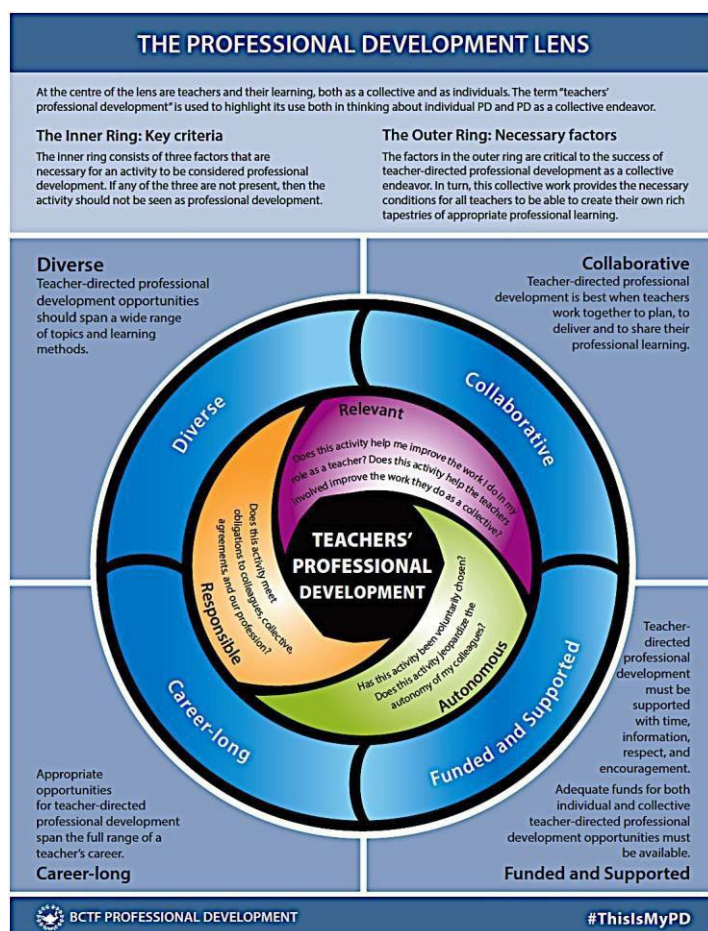 THE PROFESSIONAL DEVELOPMENT LENS
At the centre of the lens are teachers and their learning, both as a collective and as individuals. The term "teachers'
professional development" is used to highlight its use both in thinking about individual PD and PD as a collective endeavor.
The Inner Ring: Key criteria
The inner ring consists of three factors that are
necessary for an activity to be considered professional
development. If any of the three are not present, then the
activity should not be seen as professional development.
The Outer Ring: Necessary factors
The factors in the outer ring are critical to the success of
teacher-directed professional development as a collective
endeavor. In turn, this collective work provides the necessary
conditions for all teachers to be able to create their own rich
tapestries of appropriate professional learning.
Diverse
Teacher-directed professional
development opportunities
should span a wide range
of topics and learning
methods.
Collaborative
Teacher-directed professional
development is best when teachers
work together to plan, to
deliver and to share their
professional learning.
Diverse
Collaborative
Relevant
Does this activity help me improve the work I do in my
role as a teacher? Does this activity help the teachers
involved improve the work they do as a collective?
TEACHERS'
PROFESSIONAL
DEVELOPMENT
Does this activity meet
obligations to colleagues, collective,
agreements, and our profession?
Responsible
Has this activity been voluntarily chosen?
Does this activity jeopardize the
autonomy of my colleagues?
Autonomous
Career-long
Funded and Supported
Appropriate
opportunities
for teacher-directed
professional development
span the full range of a
teacher's career.
Career-long
Teacher-
directed
professional
development
must be
supported
with time,
information,
respect, and
encouragement.
Adequate funds for both
individual and collective
teacher-directed professional
development opportunities must
be available.
Funded and Supported
BCTF PROFESSIONAL DEVELOPMENT
#ThisIsMyPD